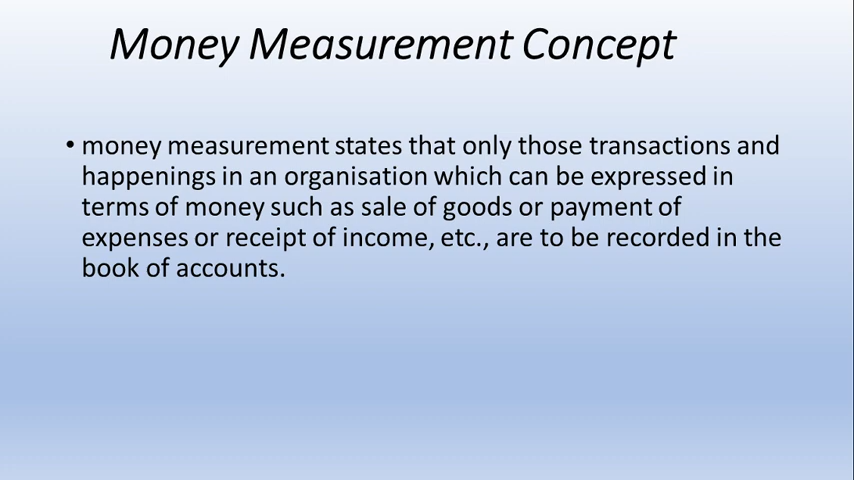 Money Measurement Concept
• money measurement states that only those transactions and
happenings in an organisation which can be expressed in
terms of money such as sale of goods or payment of
expenses or receipt of income, etc., are to be recorded in the
book of accounts.